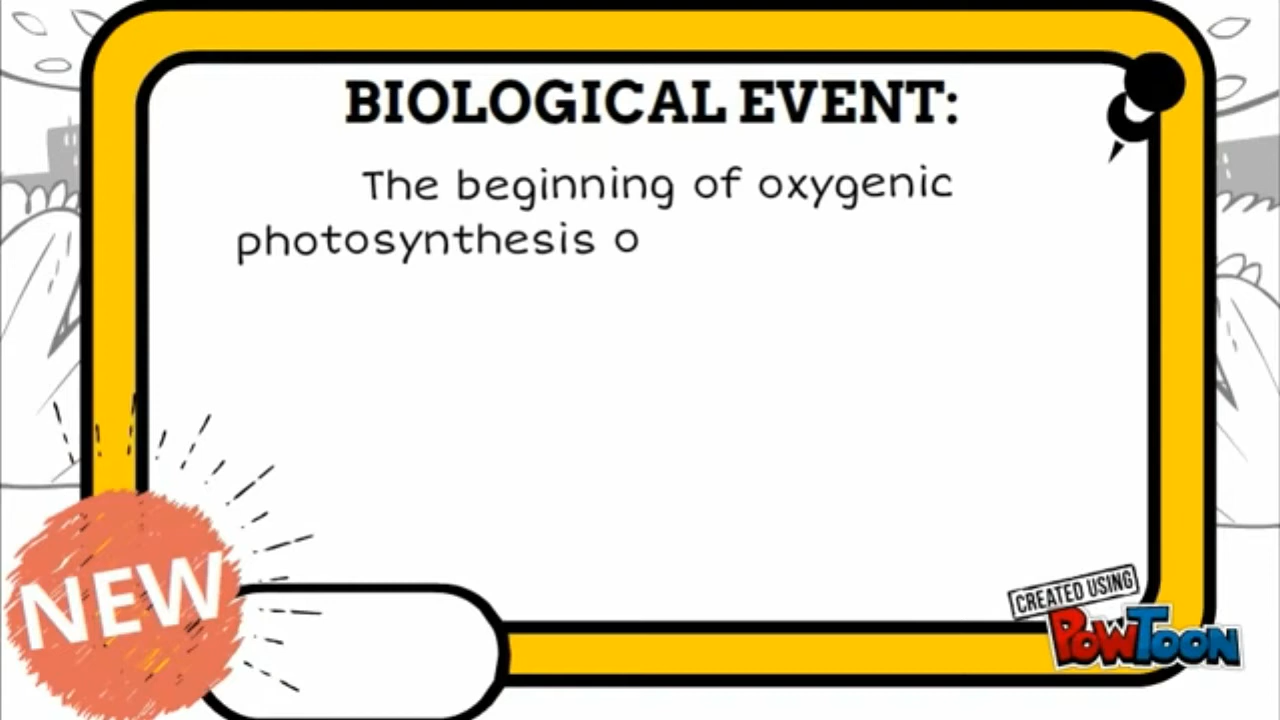 BIOLOGICAL EVENT:
The beginning of oxygenic
photosynthesis o
NEW
CREATED USING
POWTOON